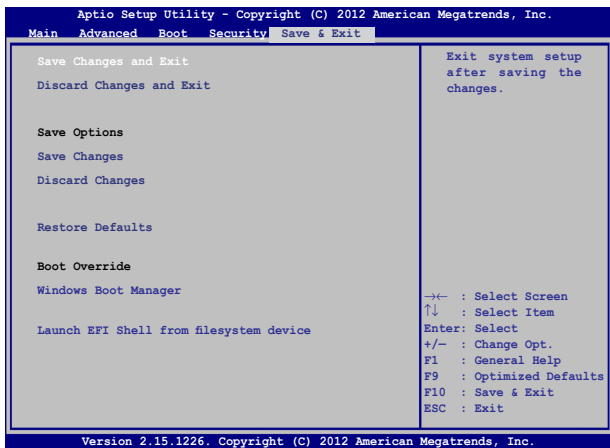 Aptio Setup Utility - Copyright (C) 2012 American Megatrends, Inc.
Main Advanced Boot Security Save & Exit
Save Changes and Exit
Discard Changes and Exit
Save Options
Save Changes
Discard Changes
Restore Defaults
Boot Override
Windows Boot Manager
Launch EFI Shell from filesystem device
Exit system setup
after saving the
changes.
→← : Select Screen
↑↓ : Select Item
Enter: Select
+/— : Change Opt.
F1 : General Help
F9 : Optimized Defaults
F10 : Save & Exit
ESC : Exit
Version 2.15.1226. Copyright (C) 2012 American Megatrends, Inc.